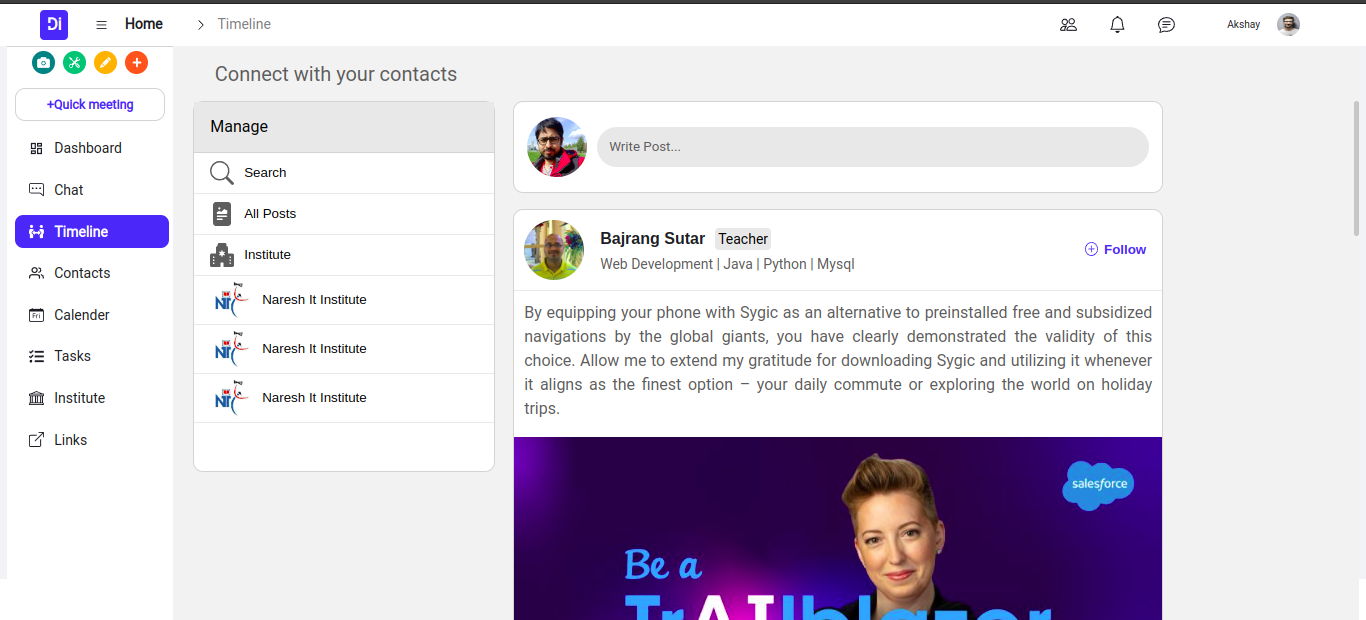 Di
Home
Timeline
Akshay
+Quick meeting
Dashboard
Chat
Timeline
Contacts
Fri
Calender
Tasks
Institute
Links
Connect with your contacts
Manage
Search
All Posts
Institute
NIT
Naresh It Institute
NIT
Naresh It Institute
NIT
Naresh It Institute
Write Post...
Bajrang Sutar Teacher
Web Development | Java | Python | Mysql
Follow
By equipping your phone with Sygic as an alternative to preinstalled free and subsidized
navigations by the global giants, you have clearly demonstrated the validity of this
choice. Allow me to extend my gratitude for downloading Sygic and utilizing it whenever
it aligns as the finest option – your daily commute or exploring the world on holiday
trips.
salesforce
Be a
TrAIlblazer